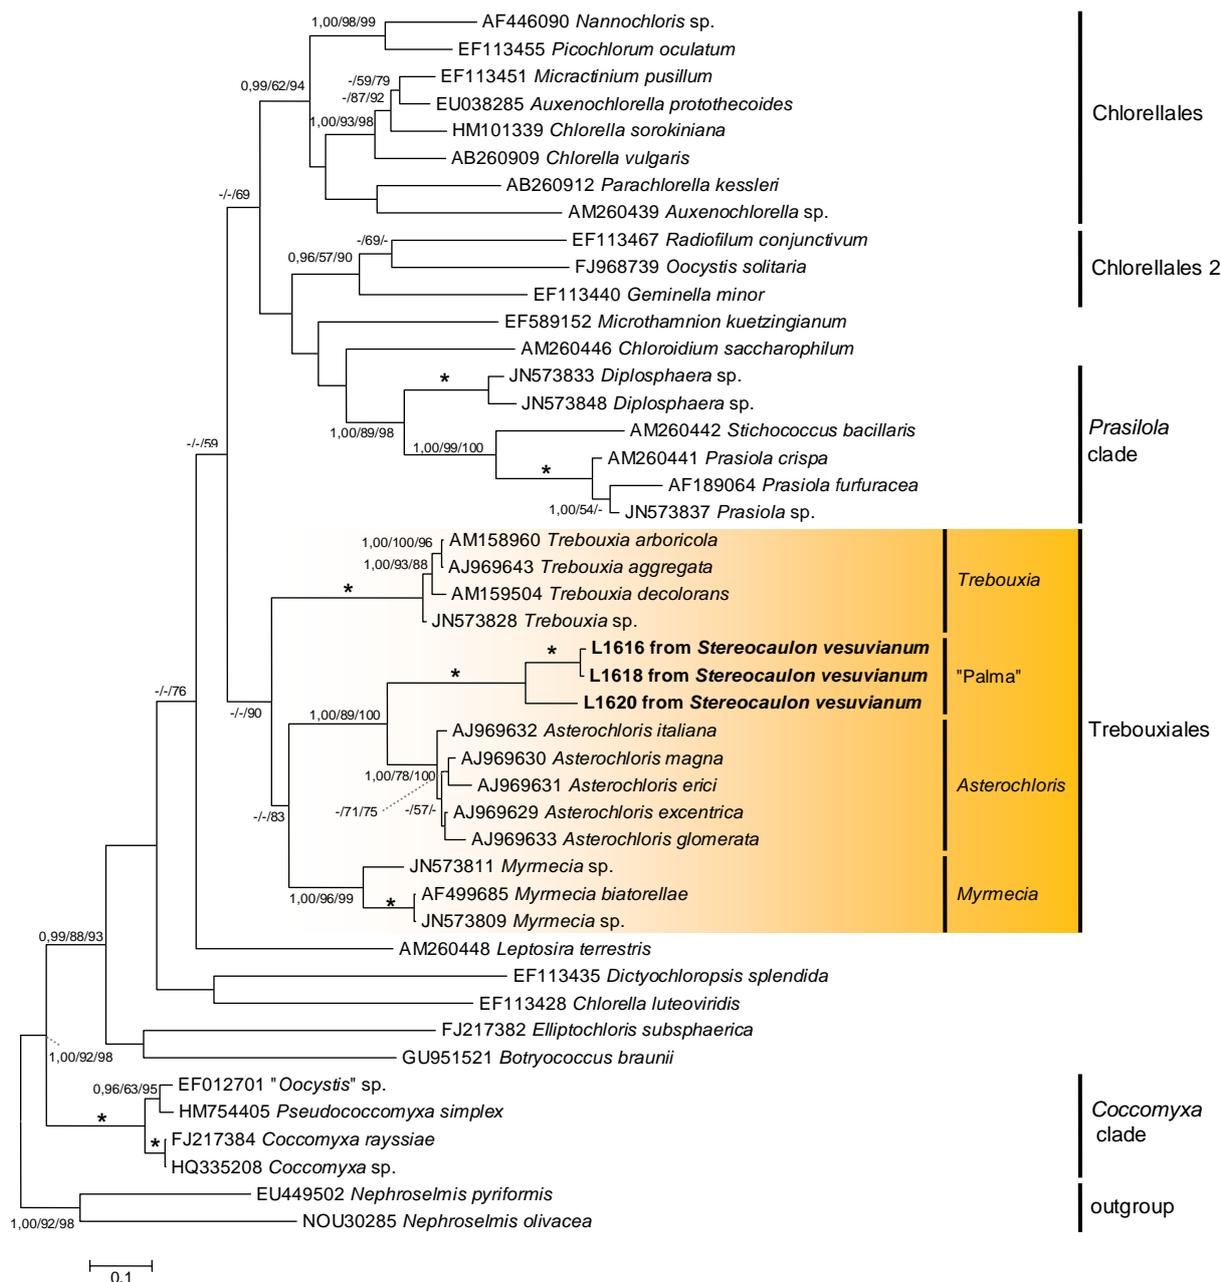 1,00/98/99
AF446090 Nannochloris sp.
EF113455 Picochlorum oculatum
-/59/79
EF113451 Micractinium pusillum
0,99/62/94
-/87/92
EU038285 Auxenochlorella protothecoides
Chlorellales
1,00/93/98
HM101339 Chlorella sorokiniana
AB260909 Chlorella vulgaris
AB260912 Parachlorella kessleri
-/-/69
AM260439 Auxenochlorella sp.
-/69/-
EF113467 Radiofilum conjunctivum
0,96/57/90
FJ968739 Oocystis solitaria
Chlorellales 2
EF113440 Geminella minor
EF589152 Microthamnion kuetzingianum
AM260446 Chloroidium saccharophilum
*
JN573833 Diplosphaera sp.
JN573848 Diplosphaera sp.
1,00/89/98
AM260442 Stichococcus bacillaris
Prasilola
clade
-/-/59
1,00/99/100
*
AM260441 Prasiola crispa
AF189064 Prasiola furfuracea
1,00/54/-
JN573837 Prasiola sp.
1,00/100/96
AM158960 Trebouxia arboricola
1,00/93/88
AJ969643 Trebouxia aggregata
Trebouxia
*
AM159504 Trebouxia decolorans
JN573828 Trebouxia sp.
*
L1616 from Stereocaulon vesuvianum
*
L1618 from Stereocaulon vesuvianum
"Palma"
-/-/76
L1620 from Stereocaulon vesuvianum
-/-/90
1,00/89/100
AJ969632 Asterochloris italiana
Trebouxiales
AJ969630 Asterochloris magna
1,00/78/100
AJ969631 Asterochloris erici
Asterochloris
-/71/75
-/57/-
AJ969629 Asterochloris excentrica
-/-/83
AJ969633 Asterochloris glomerata
JN573811 Myrmecia sp.
1,00/96/99
*
AF499685 Myrmecia biatorellae
Myrmecia
JN573809 Myrmecia sp.
0,99/88/93
AM260448 Leptosira terrestris
EF113435 Dictyochloropsis splendida
EF113428 Chlorella luteoviridis
FJ217382 Elliptochloris subsphaerica
1,00/92/98
GU951521 Botryococcus braunii
0,96/63/95
EF012701 "Oocystis" sp.
*
HM754405 Pseudococcomyxa simplex
Coccomyxa
clade
*
FJ217384 Coccomyxa rayssiae
HQ335208 Coccomyxa sp.
EU449502 Nephroselmis pyriformis
outgroup
1,00/92/98
NOU30285 Nephroselmis olivacea
0.1